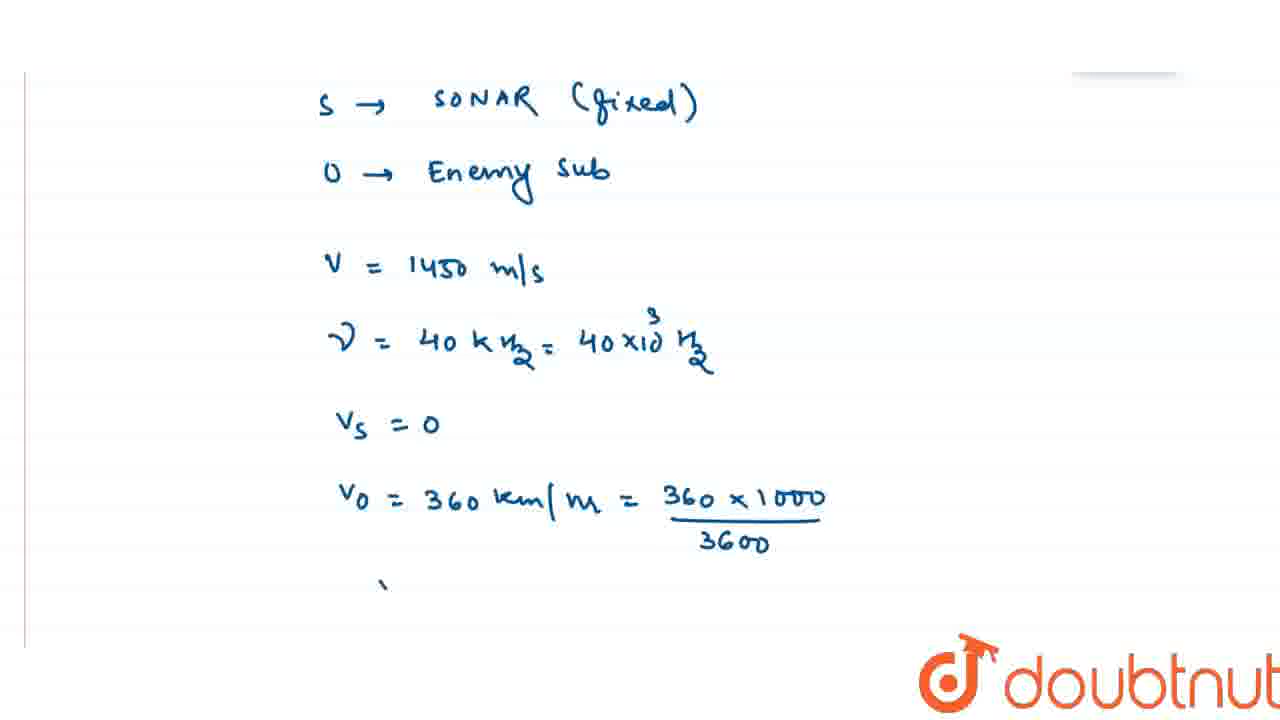 S → SONAR (fixed)
O → Enemy sub
V = 1450 m/s
ν = 40 kHz = 40×10³ Hz
Vs = 0
Vo = 360 km/m = 360 × 1000 / 3600
doubtnut